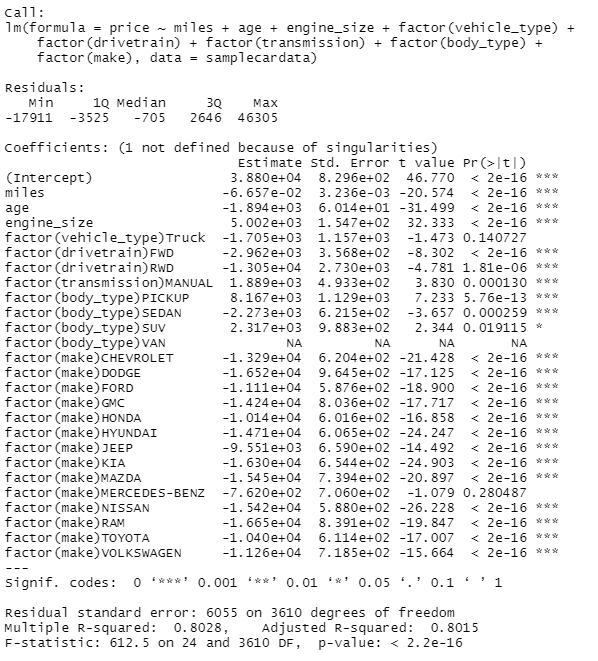 Call:
lm(formula = price ~ miles + age + engine_size + factor(vehicle_type) +
    factor(drivetrain) + factor(transmission) + factor(body_type) +
    factor(make), data = samplecardata)

Residuals:
   Min     1Q Median     3Q    Max
-17911  -3525   -705   2646  46305

Coefficients: (1 not defined because of singularities)
                            Estimate Std. Error t value Pr(>|t|)
(Intercept)                3.880e+04  8.296e+02  46.770  < 2e-16 ***
miles                     -6.657e-02  3.236e-03 -20.574  < 2e-16 ***
age                       -1.894e+03  6.014e+01 -31.499  < 2e-16 ***
engine_size                5.002e+03  1.547e+02  32.333  < 2e-16 ***
factor(vehicle_type)Truck -1.705e+03  1.157e+03  -1.473 0.140727
factor(drivetrain)FWD     -2.962e+03  3.568e+02  -8.302  < 2e-16 ***
factor(drivetrain)RWD     -1.305e+04  2.730e+03  -4.781 1.81e-06 ***
factor(transmission)MANUAL 1.889e+03  4.933e+02   3.830 0.000130 ***
factor(body_type)PICKUP    8.167e+03  1.129e+03   7.233 5.76e-13 ***
factor(body_type)SEDAN    -2.273e+03  6.215e+02  -3.657 0.000259 ***
factor(body_type)SUV       2.317e+03  9.883e+02   2.344 0.019115 *
factor(body_type)VAN              NA         NA      NA       NA
factor(make)CHEVROLET     -1.329e+04  6.204e+02 -21.428  < 2e-16 ***
factor(make)DODGE         -1.652e+04  9.645e+02 -17.125  < 2e-16 ***
factor(make)FORD          -1.111e+04  5.876e+02 -18.900  < 2e-16 ***
factor(make)GMC           -1.424e+04  8.036e+02 -17.717  < 2e-16 ***
factor(make)HONDA         -1.014e+04  6.016e+02 -16.858  < 2e-16 ***
factor(make)HYUNDAI       -1.471e+04  6.065e+02 -24.247  < 2e-16 ***
factor(make)JEEP          -9.551e+03  6.590e+02 -14.492  < 2e-16 ***
factor(make)KIA           -1.630e+04  6.544e+02 -24.903  < 2e-16 ***
factor(make)MAZDA         -1.545e+04  7.394e+02 -20.897  < 2e-16 ***
factor(make)MERCEDES-BENZ -7.620e+02  7.060e+02  -1.079 0.280487
factor(make)NISSAN        -1.542e+04  5.880e+02 -26.228  < 2e-16 ***
factor(make)RAM           -1.665e+04  8.391e+02 -19.847  < 2e-16 ***
factor(make)TOYOTA        -1.040e+04  6.114e+02 -17.007  < 2e-16 ***
factor(make)VOLKSWAGEN    -1.126e+04  7.185e+02 -15.664  < 2e-16 ***
---
Signif. codes:  0 ‘***’ 0.001 ‘**’ 0.01 ‘*’ 0.05 ‘.’ 0.1 ‘ ’ 1

Residual standard error: 6055 on 3610 degrees of freedom
Multiple R-squared:  0.8028,    Adjusted R-squared:  0.8015
F-statistic: 612.5 on 24 and 3610 DF,  p-value: < 2.2e-16